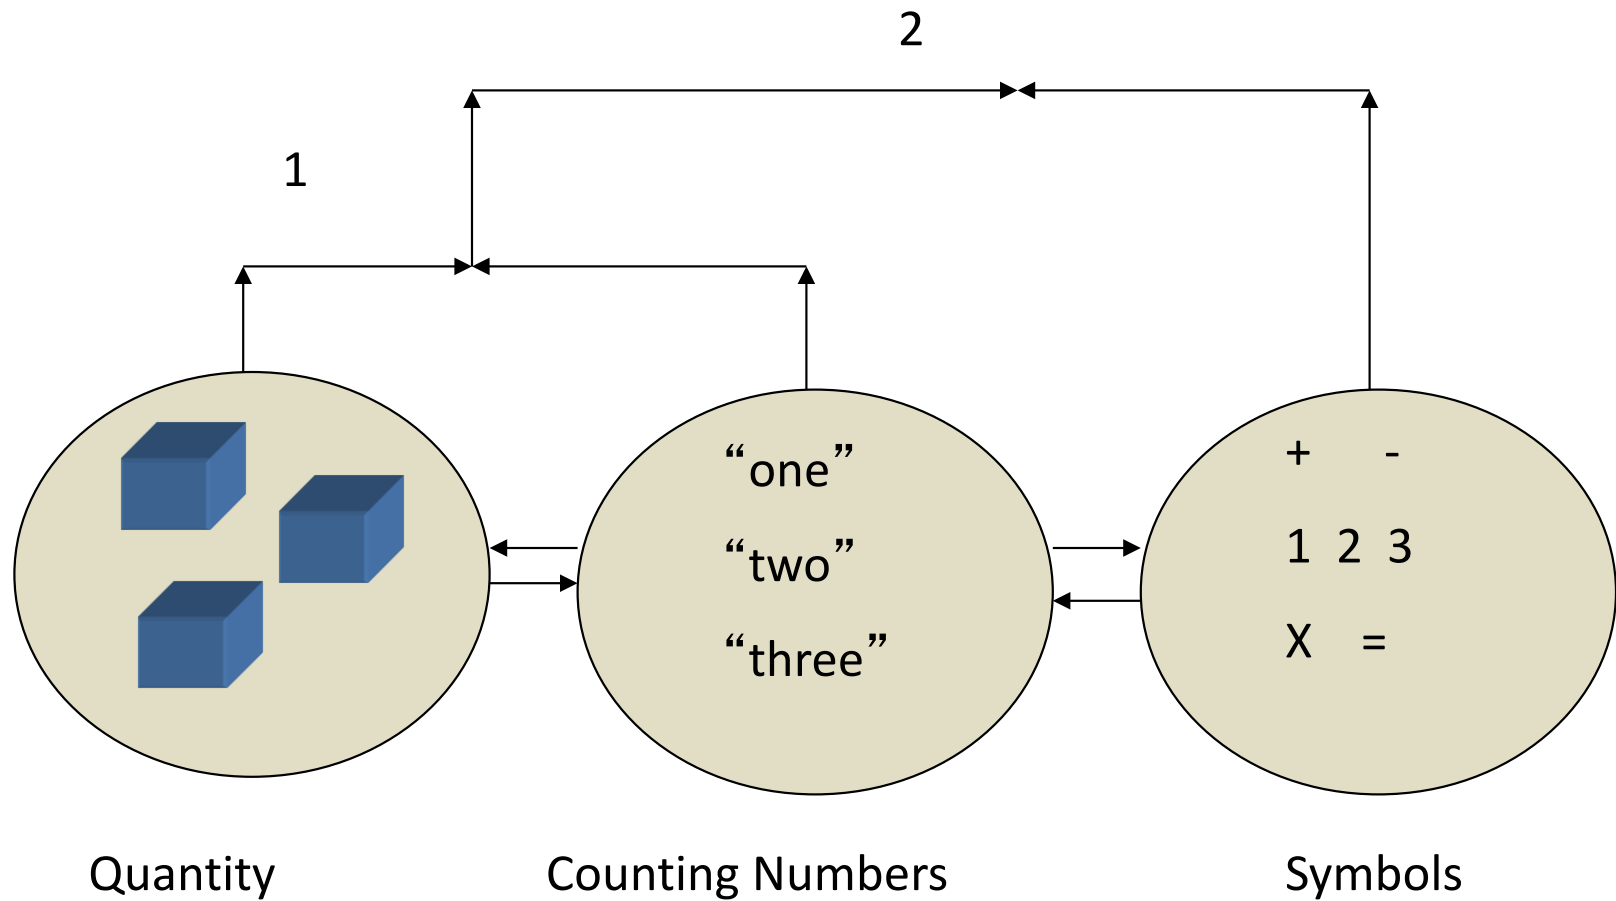 2
1
“one”
“two”
“three”
+ -
1 2 3
X =
Quantity Counting Numbers Symbols